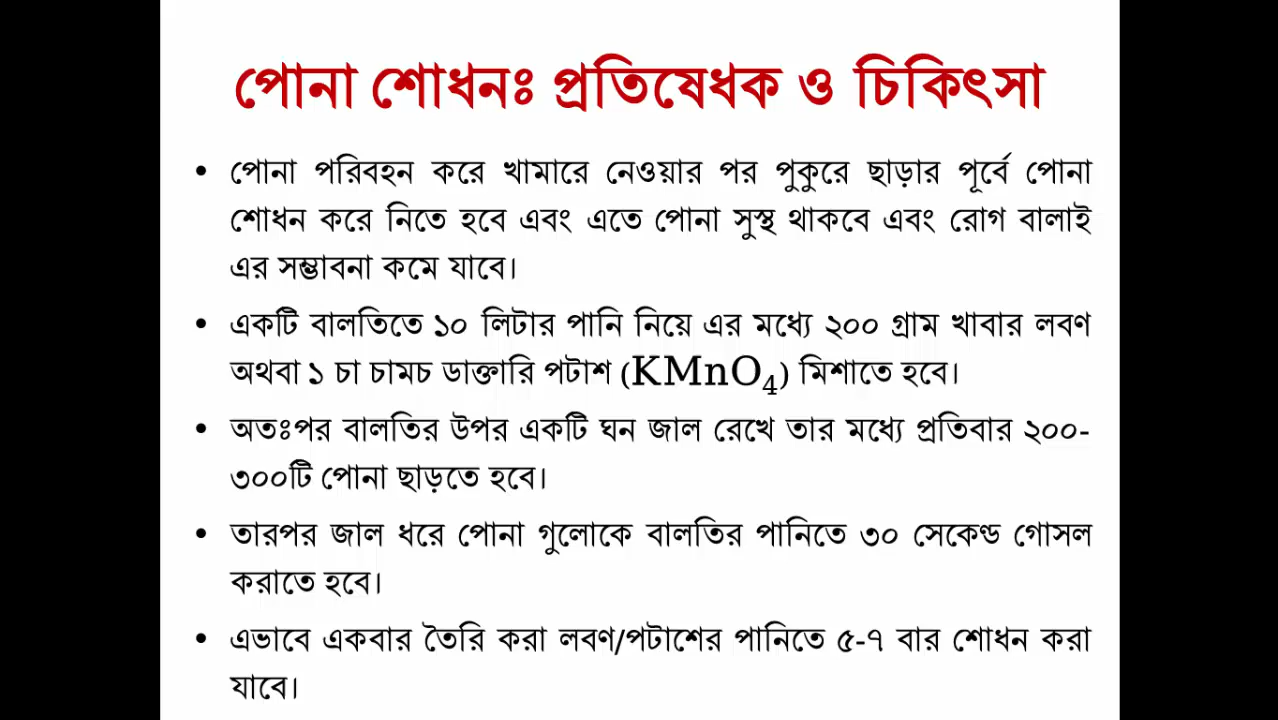 পোনা শোধনঃ প্রতিষেধক ও চিকিৎসা
• পোনা পরিবহন করে খামারে নেওয়ার পর পুকুরে ছাড়ার পূর্বে পোনা
শোধন করে নিতে হবে এবং এতে পোনা সুস্থ থাকবে এবং রোগ বালাই
এর সম্ভাবনা কমে যাবে।
• একটি বালতিতে ১০ লিটার পানি নিয়ে এর মধ্যে ২০০ গ্রাম খাবার লবণ
অথবা ১ চা চামচ ডাক্তারি পটাশ (KMnO₄) মিশাতে হবে।
• অতঃপর বালতির উপর একটি ঘন জাল রেখে তার মধ্যে প্রতিবার ২০০-
৩০০টি পোনা ছাড়তে হবে।
• তারপর জাল ধরে পোনা গুলোকে বালতির পানিতে ৩০ সেকেণ্ড গোসল
করাতে হবে।
• এভাবে একবার তৈরি করা লবণ/পটাশের পানিতে ৫-৭ বার শোধন করা
যাবে।